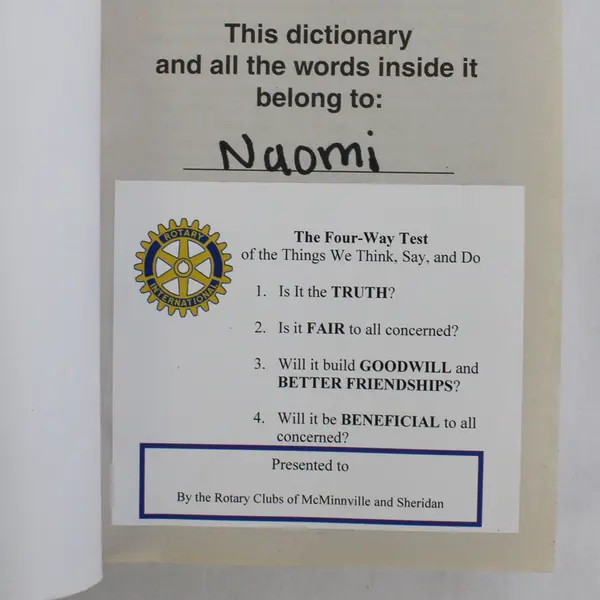 This dictionary
and all the words inside it
belong to:
Naomi
ROTARY
INTERNATIONAL
The Four-Way Test
of the Things We Think, Say, and Do
1. Is It the TRUTH?
2. Is it FAIR to all concerned?
3. Will it build GOODWILL and
BETTER FRIENDSHIPS?
4. Will it be BENEFICIAL to all
concerned?
Presented to
By the Rotary Clubs of McMinnville and Sheridan